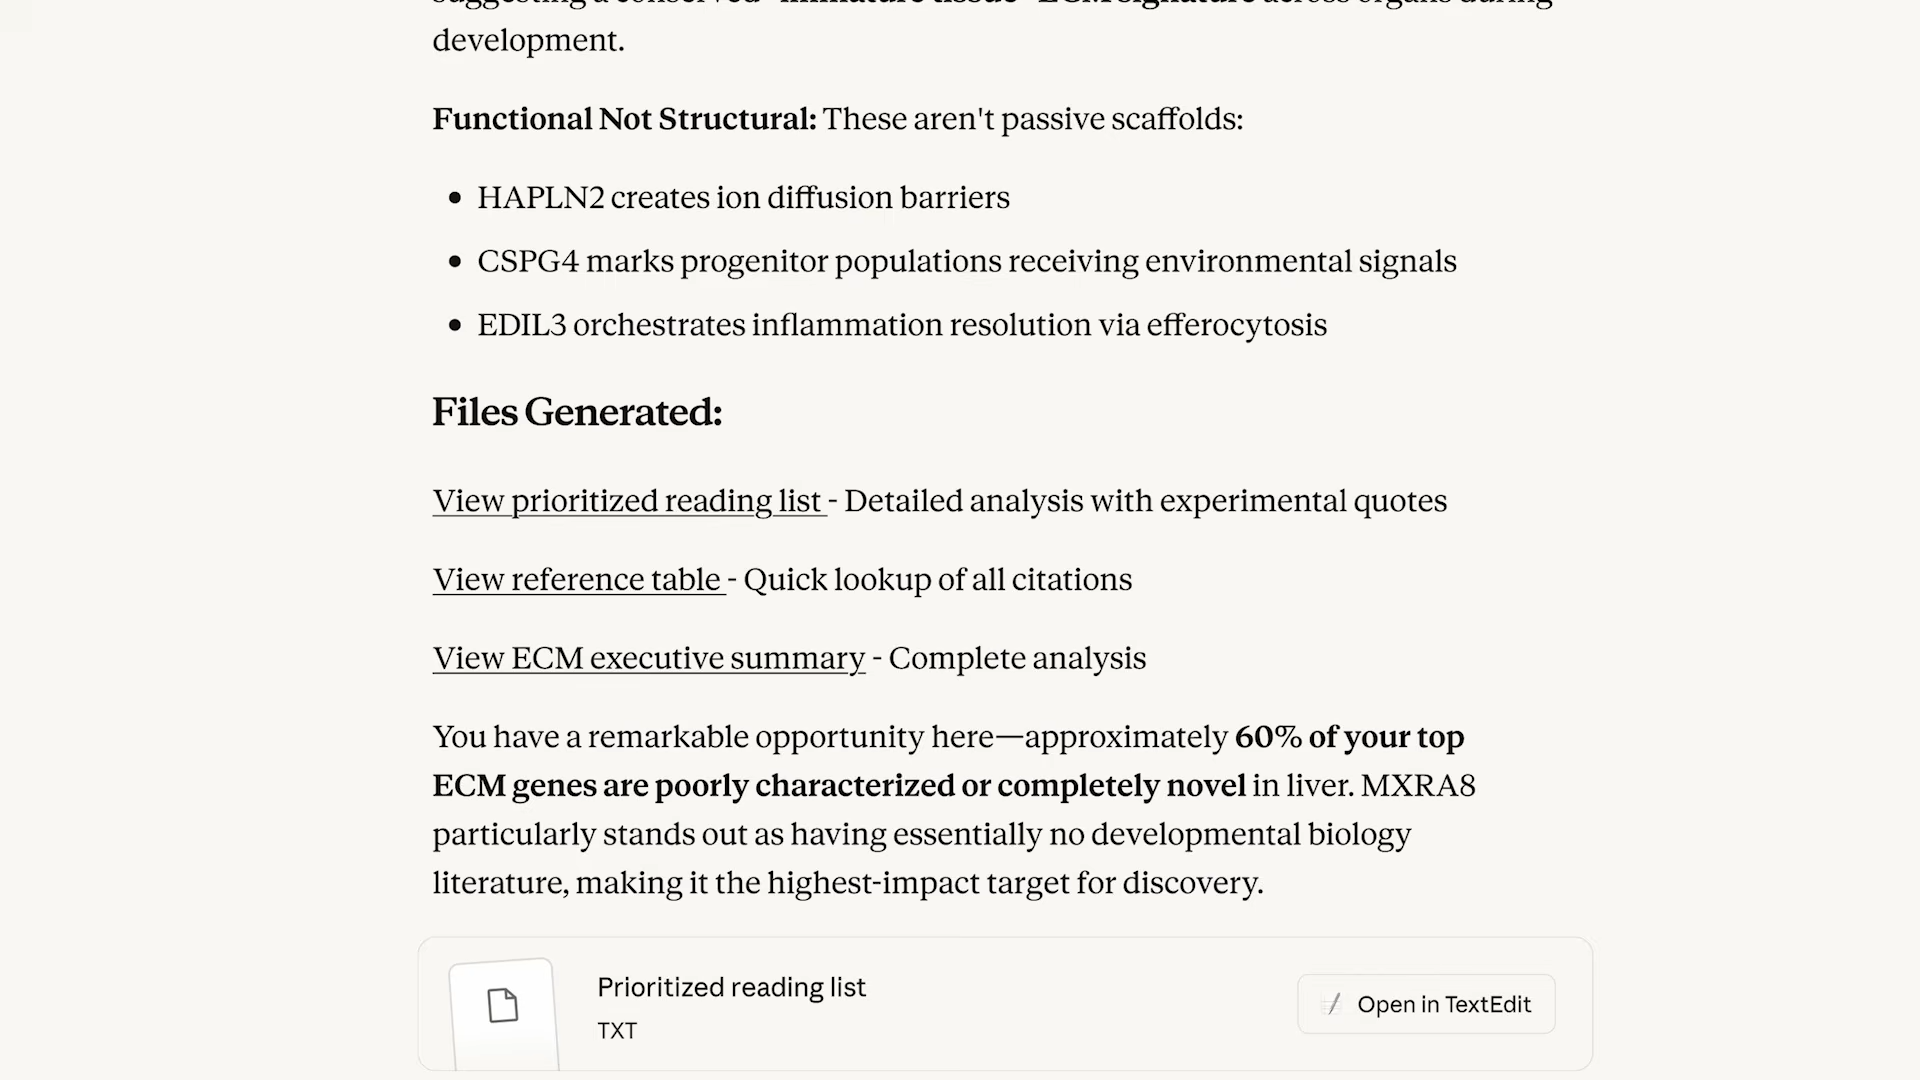 suggesting a conserved "immature tissue" ECM signature across organs during
development.
Functional Not Structural: These aren't passive scaffolds:
• HAPLN2 creates ion diffusion barriers
• CSPG4 marks progenitor populations receiving environmental signals
• EDIL3 orchestrates inflammation resolution via efferocytosis
Files Generated:
View prioritized reading list - Detailed analysis with experimental quotes
View reference table - Quick lookup of all citations
View ECM executive summary - Complete analysis
You have a remarkable opportunity here—approximately 60% of your top
ECM genes are poorly characterized or completely novel in liver. MXRA8
particularly stands out as having essentially no developmental biology
literature, making it the highest-impact target for discovery.
Prioritized reading list
TXT
Open in TextEdit